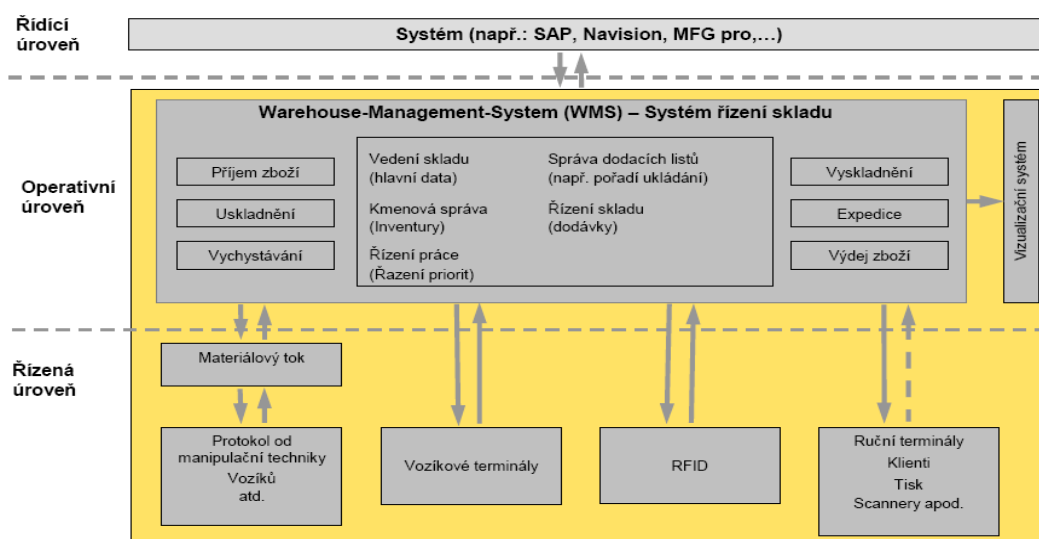 Řídící
úroveň
Systém (např.: SAP, Navision, MFG pro,…)
Operativní
úroveň
Warehouse-Management-System (WMS) – Systém řízení skladu
Příjem zboží
Uskladnění
Vychystávání
Vedení skladu
(hlavní data)
Kmenová správa
(Inventury)
Řízení práce
(Řazení priorit)
Správa dodacích listů
(např. pořadí ukládání)
Řízení skladu
(dodávky)
Vyskladnění
Expedice
Výdej zboží
Vizualizační systém
Řízená
úroveň
Materiálový tok
Protokol od
manipulační techniky
Vozíků
atd.
Vozíkové terminály
RFID
Ruční terminály
Klienti
Tisk
Scannery apod.